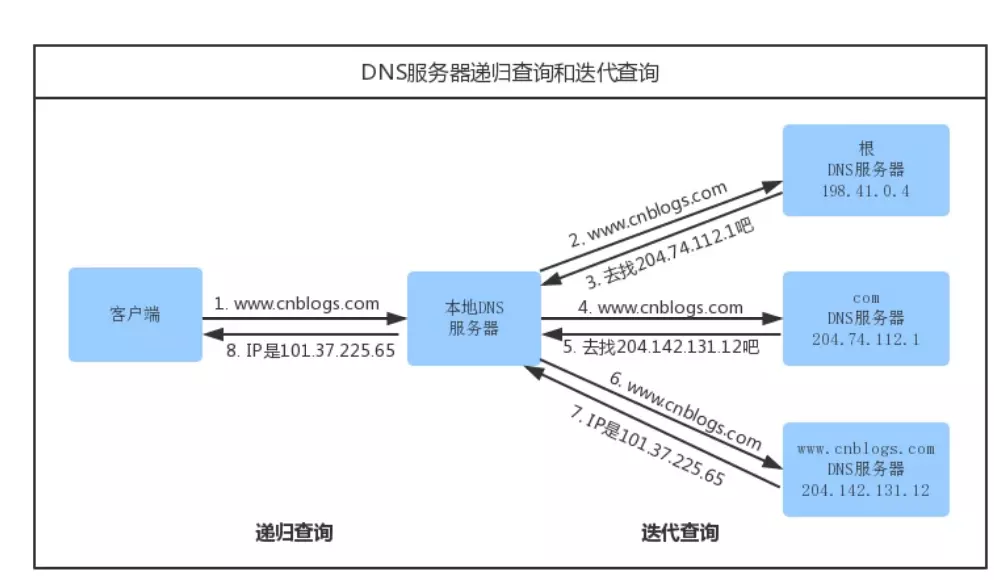 DNS服务器递归查询和迭代查询
根
DNS服务器
198.41.0.4
2. www.cnblogs.com
3. 去找204.74.112.1吧
客户端
1. www.cnblogs.com
8. IP是101.37.225.65
本地DNS
服务器
4. www.cnblogs.com
5. 去找204.142.131.12吧
com
DNS服务器
204.74.112.1
6. www.cnblogs.com
7. IP是101.37.225.65
www.cnblogs.com
DNS服务器
204.142.131.12
递归查询
迭代查询